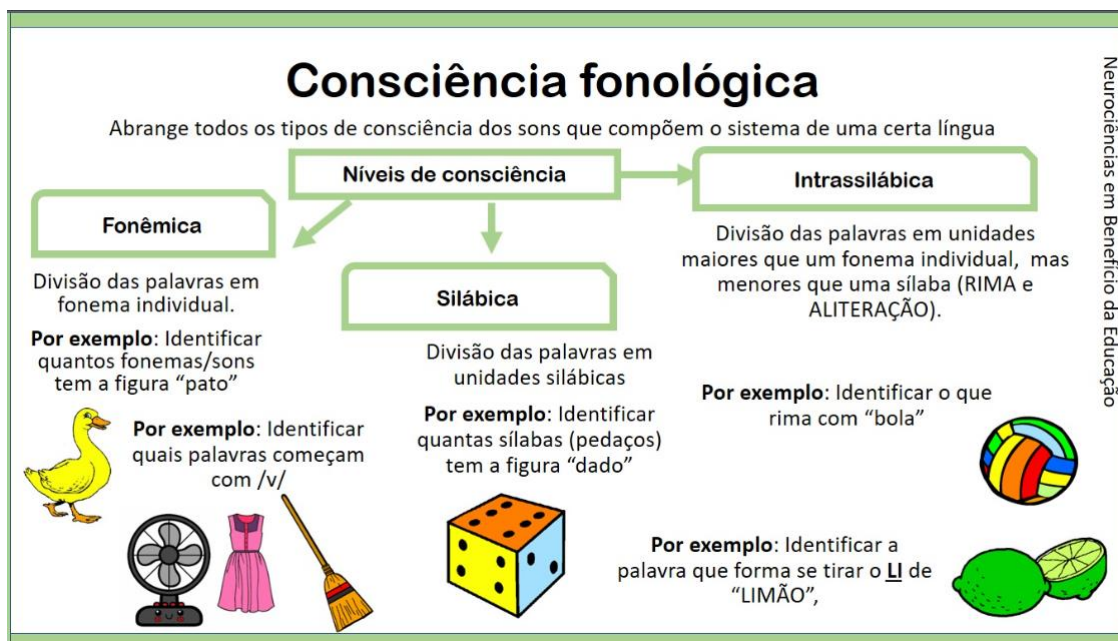 Consciência fonológica
Abrange todos os tipos de consciência dos sons que compõem o sistema de uma certa língua
Níveis de consciência
Fonêmica
Divisão das palavras em
fonema individual.
Por exemplo: Identificar
quantos fonemas/sons
tem a figura “pato”
Por exemplo: Identificar
quais palavras começam
com /v/
Silábica
Divisão das palavras em
unidades silábicas
Por exemplo: Identificar
quantas sílabas (pedaços)
tem a figura “dado”
Intrassilábica
Divisão das palavras em unidades
maiores que um fonema individual, mas
menores que uma sílaba (RIMA e
ALITERAÇÃO).
Por exemplo: Identificar o que
rima com “bola”
Por exemplo: Identificar a
palavra que forma se tirar o LI de
“LIMÃO”,
Neurociências em Benefício da Educação